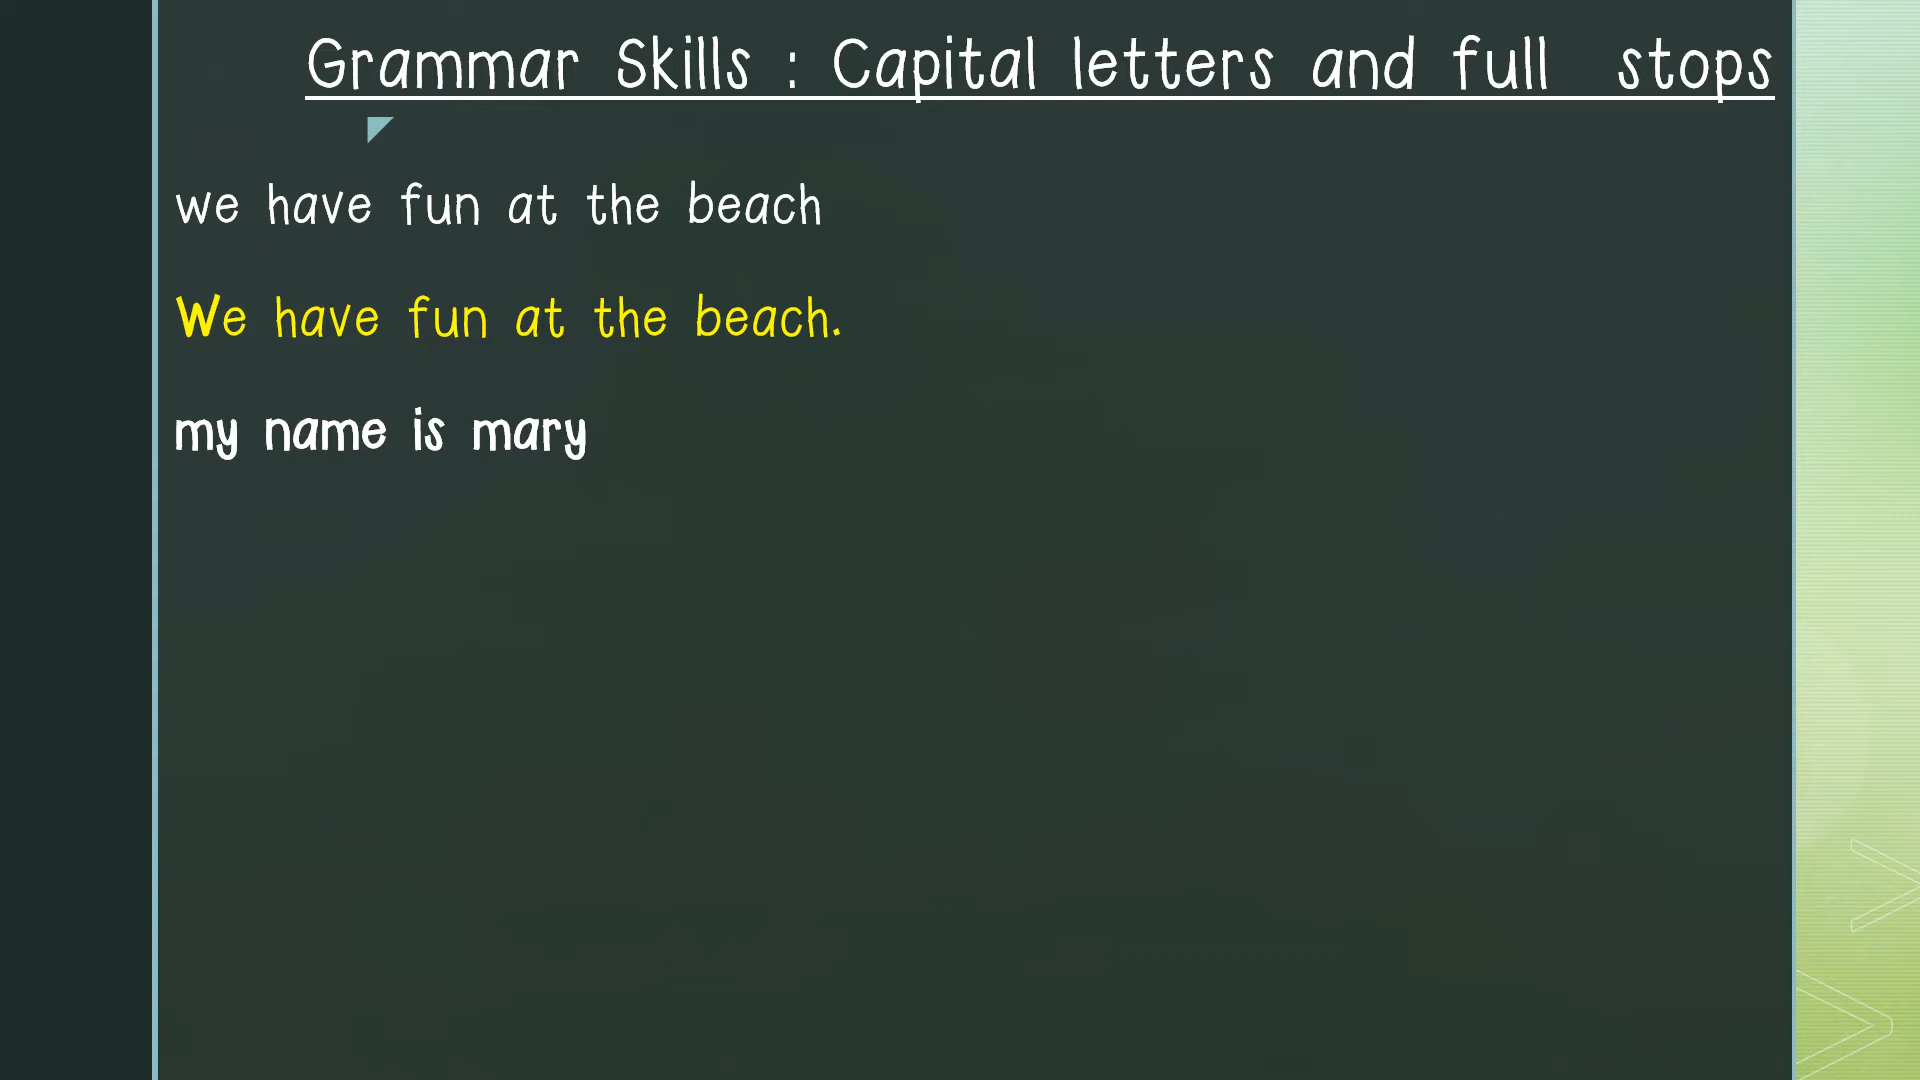 Grammar Skills : Capital letters and full stops
we have fun at the beach
We have fun at the beach.
my name is mary